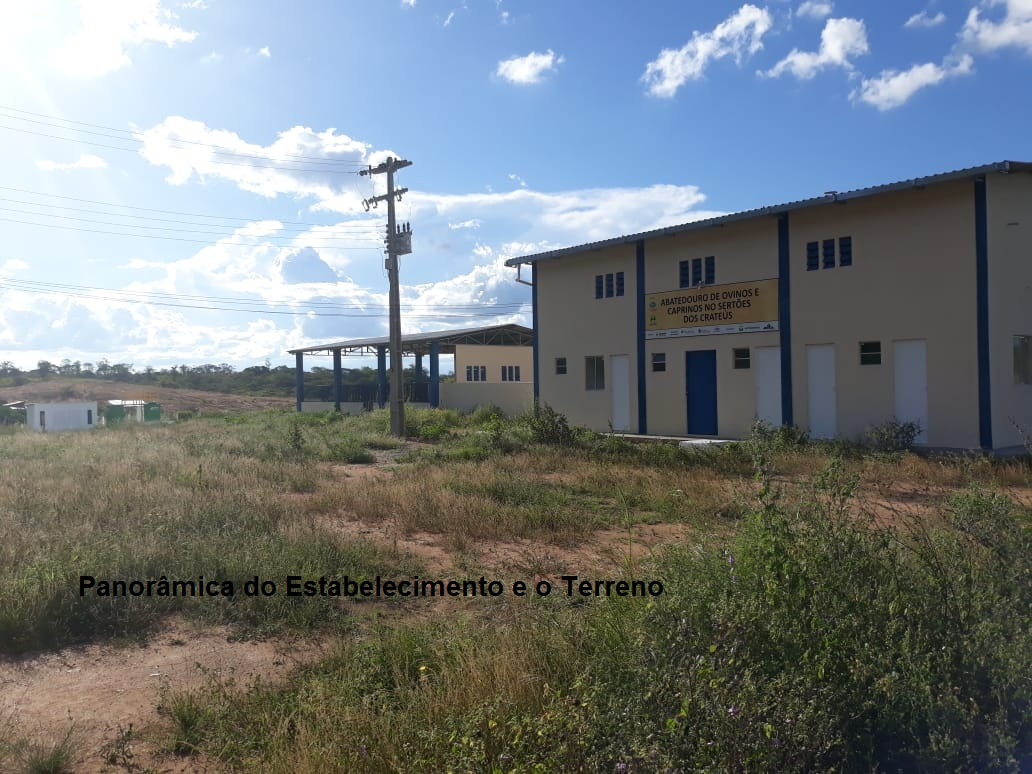 ABATEDOURO DE OVINOS E
CAPRINOS NO SERTÕES
DOS CRATEÚS
Panorâmica do Estabelecimento e o Terreno